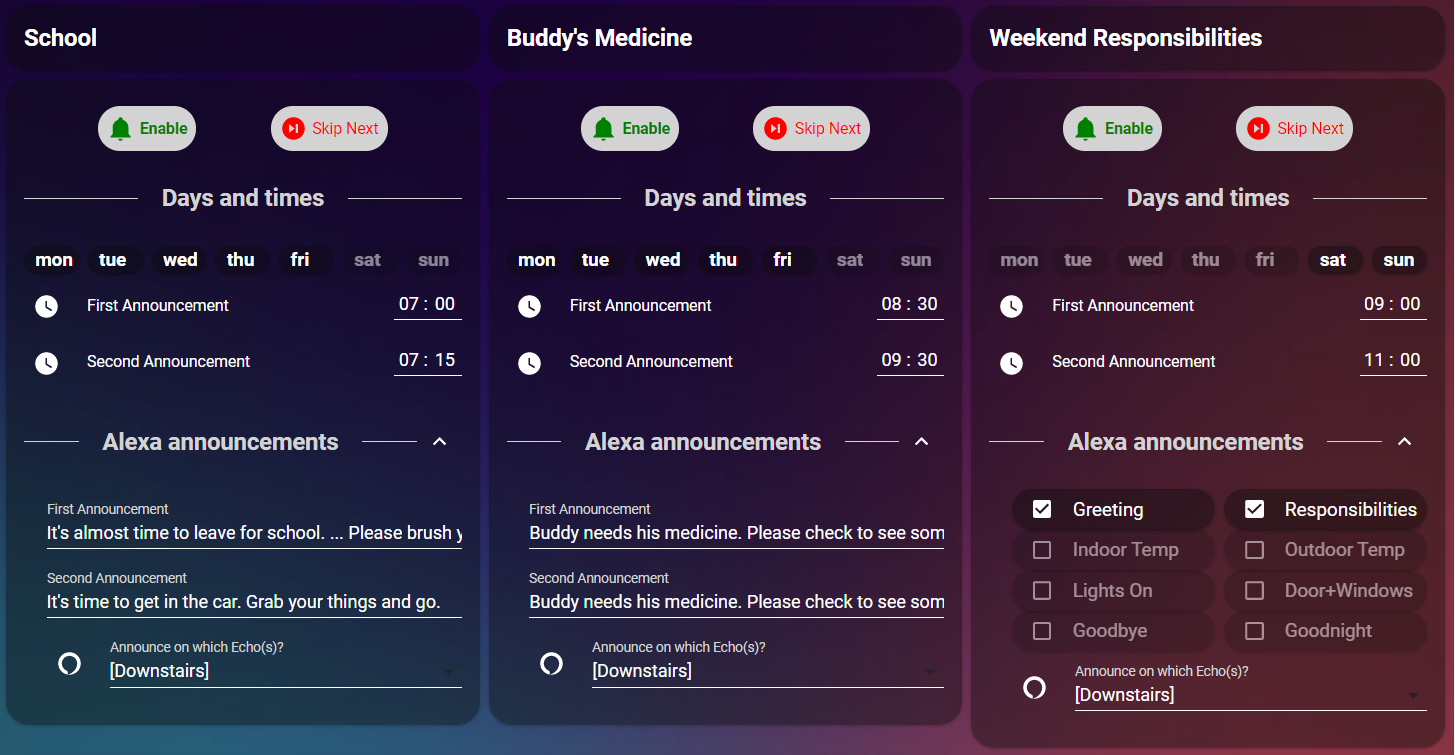 School
Enable
Skip Next
Days and times
mon tue wed thu fri sat sun
First Announcement 07 : 00
Second Announcement 07 : 15
Alexa announcements
First Announcement
It's almost time to leave for school. ... Please brush y
Second Announcement
It's time to get in the car. Grab your things and go.
Announce on which Echo(s)?
[Downstairs]
Buddy's Medicine
Enable
Skip Next
Days and times
mon tue wed thu fri sat sun
First Announcement 08 : 30
Second Announcement 09 : 30
Alexa announcements
First Announcement
Buddy needs his medicine. Please check to see som
Second Announcement
Buddy needs his medicine. Please check to see som
Announce on which Echo(s)?
[Downstairs]
Weekend Responsibilities
Enable
Skip Next
Days and times
mon tue wed thu fri sat sun
First Announcement 09 : 00
Second Announcement 11 : 00
Alexa announcements
Greeting Responsibilities
Indoor Temp Outdoor Temp
Lights On Door+Windows
Goodbye Goodnight
Announce on which Echo(s)?
[Downstairs]